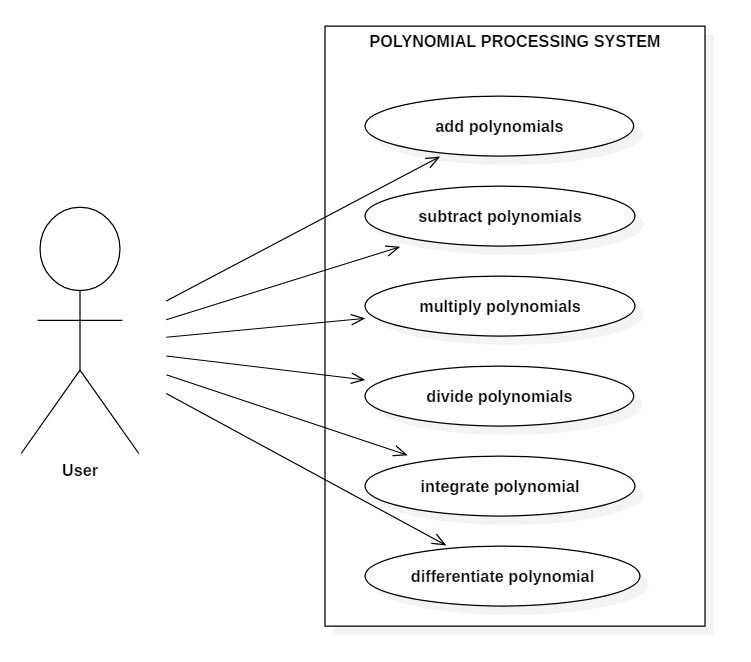 POLYNOMIAL PROCESSING SYSTEM
add polynomials
subtract polynomials
multiply polynomials
divide polynomials
User
integrate polynomial
differentiate polynomial